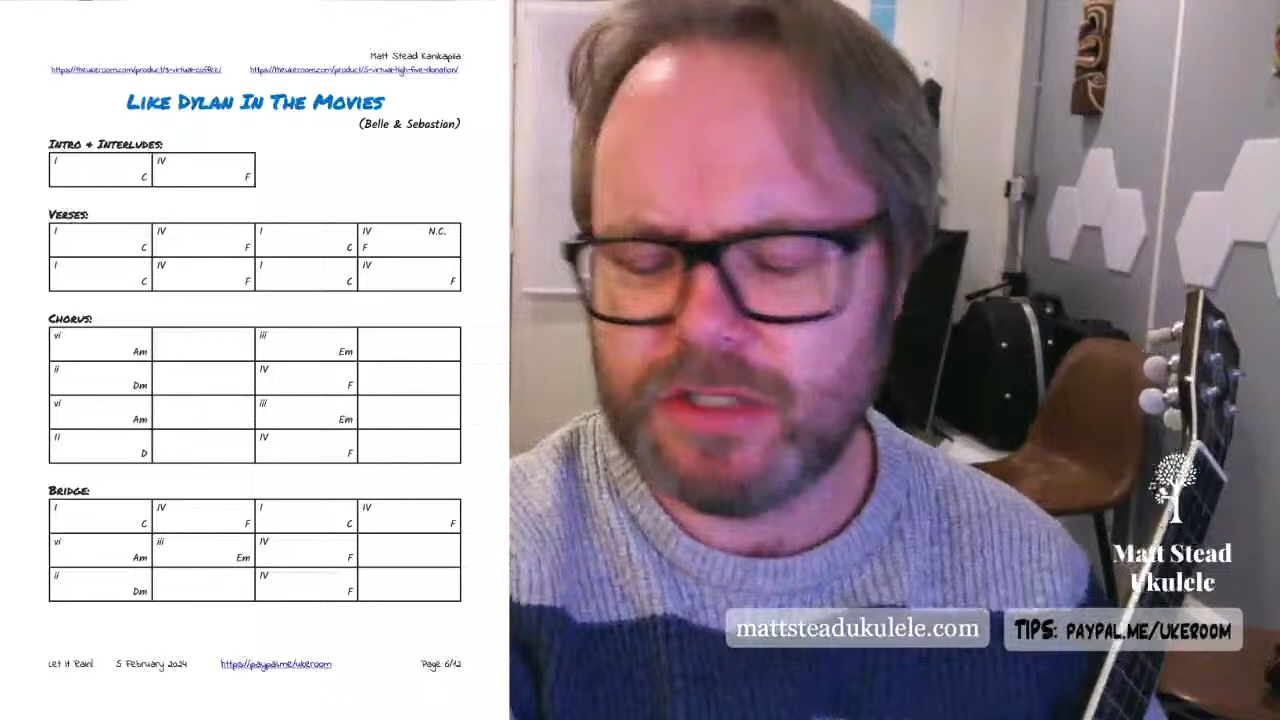 Matt Stead Kanikapila
https://theukeroom.com/product/3-virtual-coffee/ https://theukeroom.com/product/5-virtual-high-five-donation/
Like Dylan In The Movies
(Belle & Sebastian)
Intro & Interludes:
I IV
C F
Verses:
I IV I IV N.C.
C F C F
I IV I IV
C F C F
Chorus:
vi iii
Am Em
ii IV
Dm F
vi iii
Am Em
II IV
D F
Bridge:
I IV I IV
C F C F
vi iii IV
Am Em F
ii IV
Dm F
Let It Rain! 5 February 2024 https://paypal.me/ukeroom Page 6/12
Matt Stead
Ukulele
mattsteadukulele.com
TIPS: PAYPAL.ME/UKEROOM